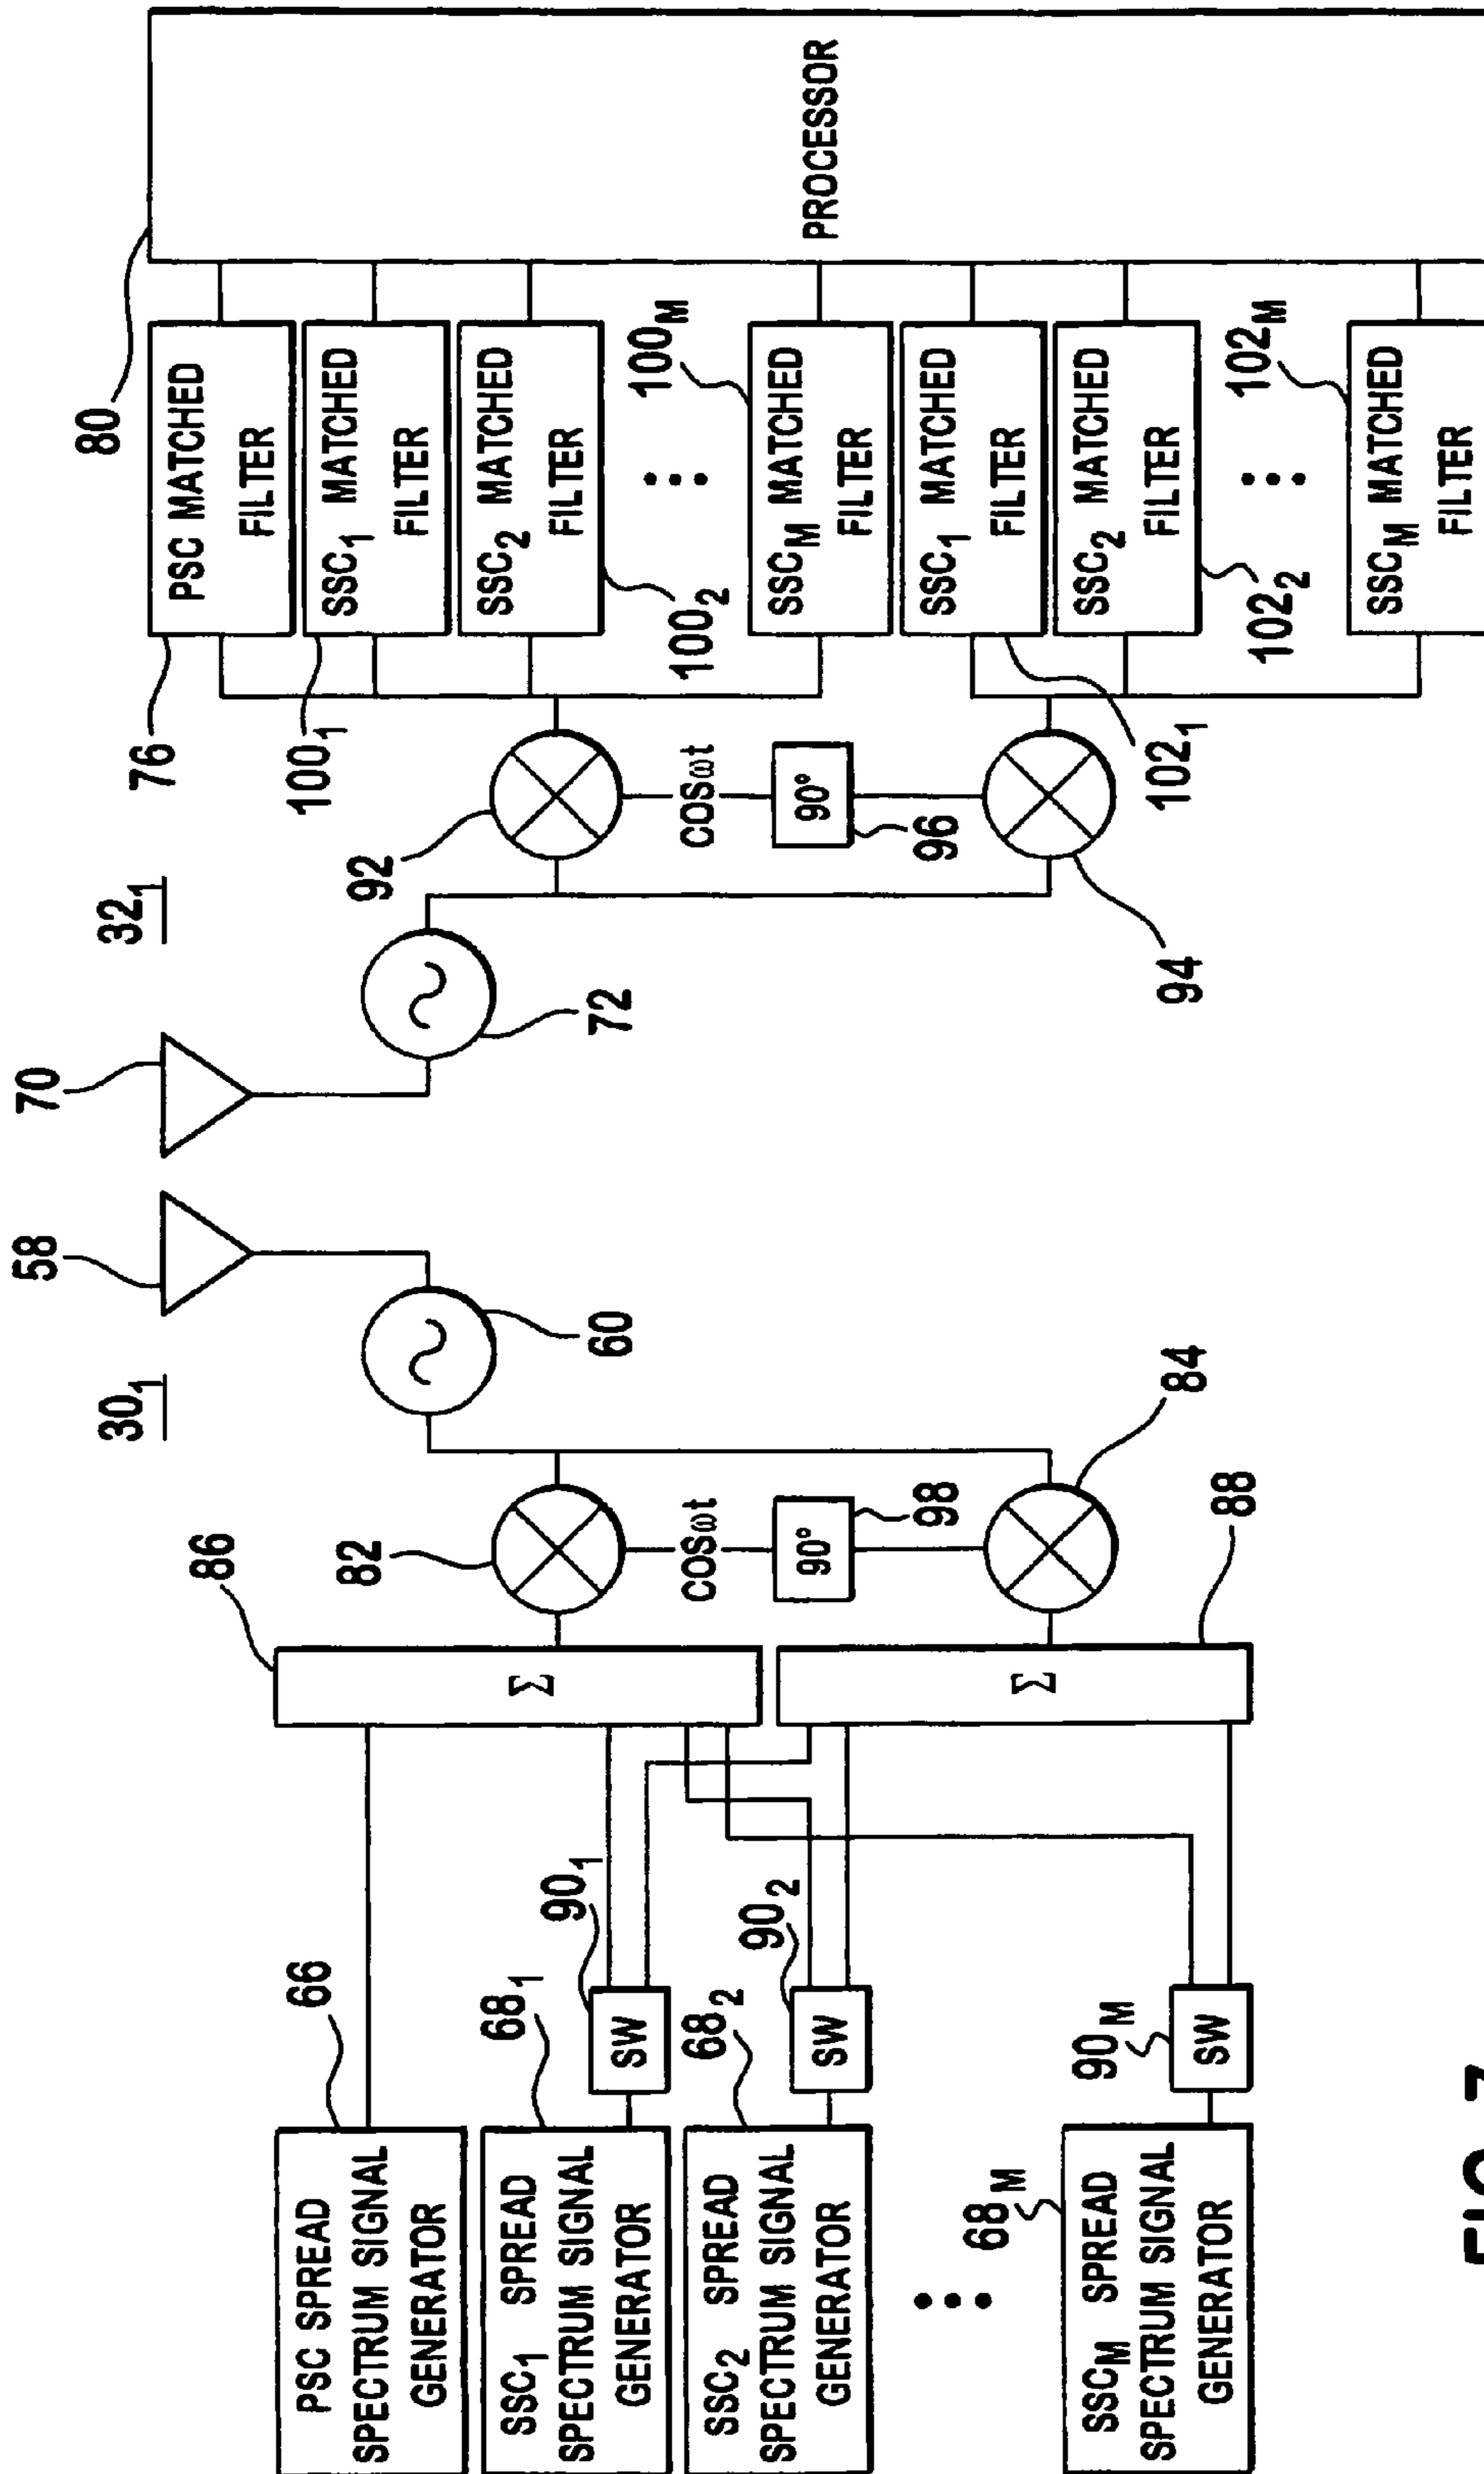 30₁
58
70
32₁
80
66
PSC SPREAD
SPECTRUM SIGNAL
GENERATOR
68₁
SSC₁ SPREAD
SPECTRUM SIGNAL
GENERATOR
68₂
SSC₂ SPREAD
SPECTRUM SIGNAL
GENERATOR
68M
SSCM SPREAD
SPECTRUM SIGNAL
GENERATOR
90₁
SW
90₂
SW
90M
SW
86
Σ
88
Σ
82
COSωt
90°
98
84
60
72
92
COSωt
90°
96
94
76
PSC MATCHED
FILTER
100₁
SSC₁ MATCHED
FILTER
SSC₂ MATCHED
FILTER
100₂
100M
SSCM MATCHED
FILTER
SSC₁ MATCHED
FILTER
102₁
SSC₂ MATCHED
FILTER
102₂
102M
SSCM MATCHED
FILTER
PROCESSOR